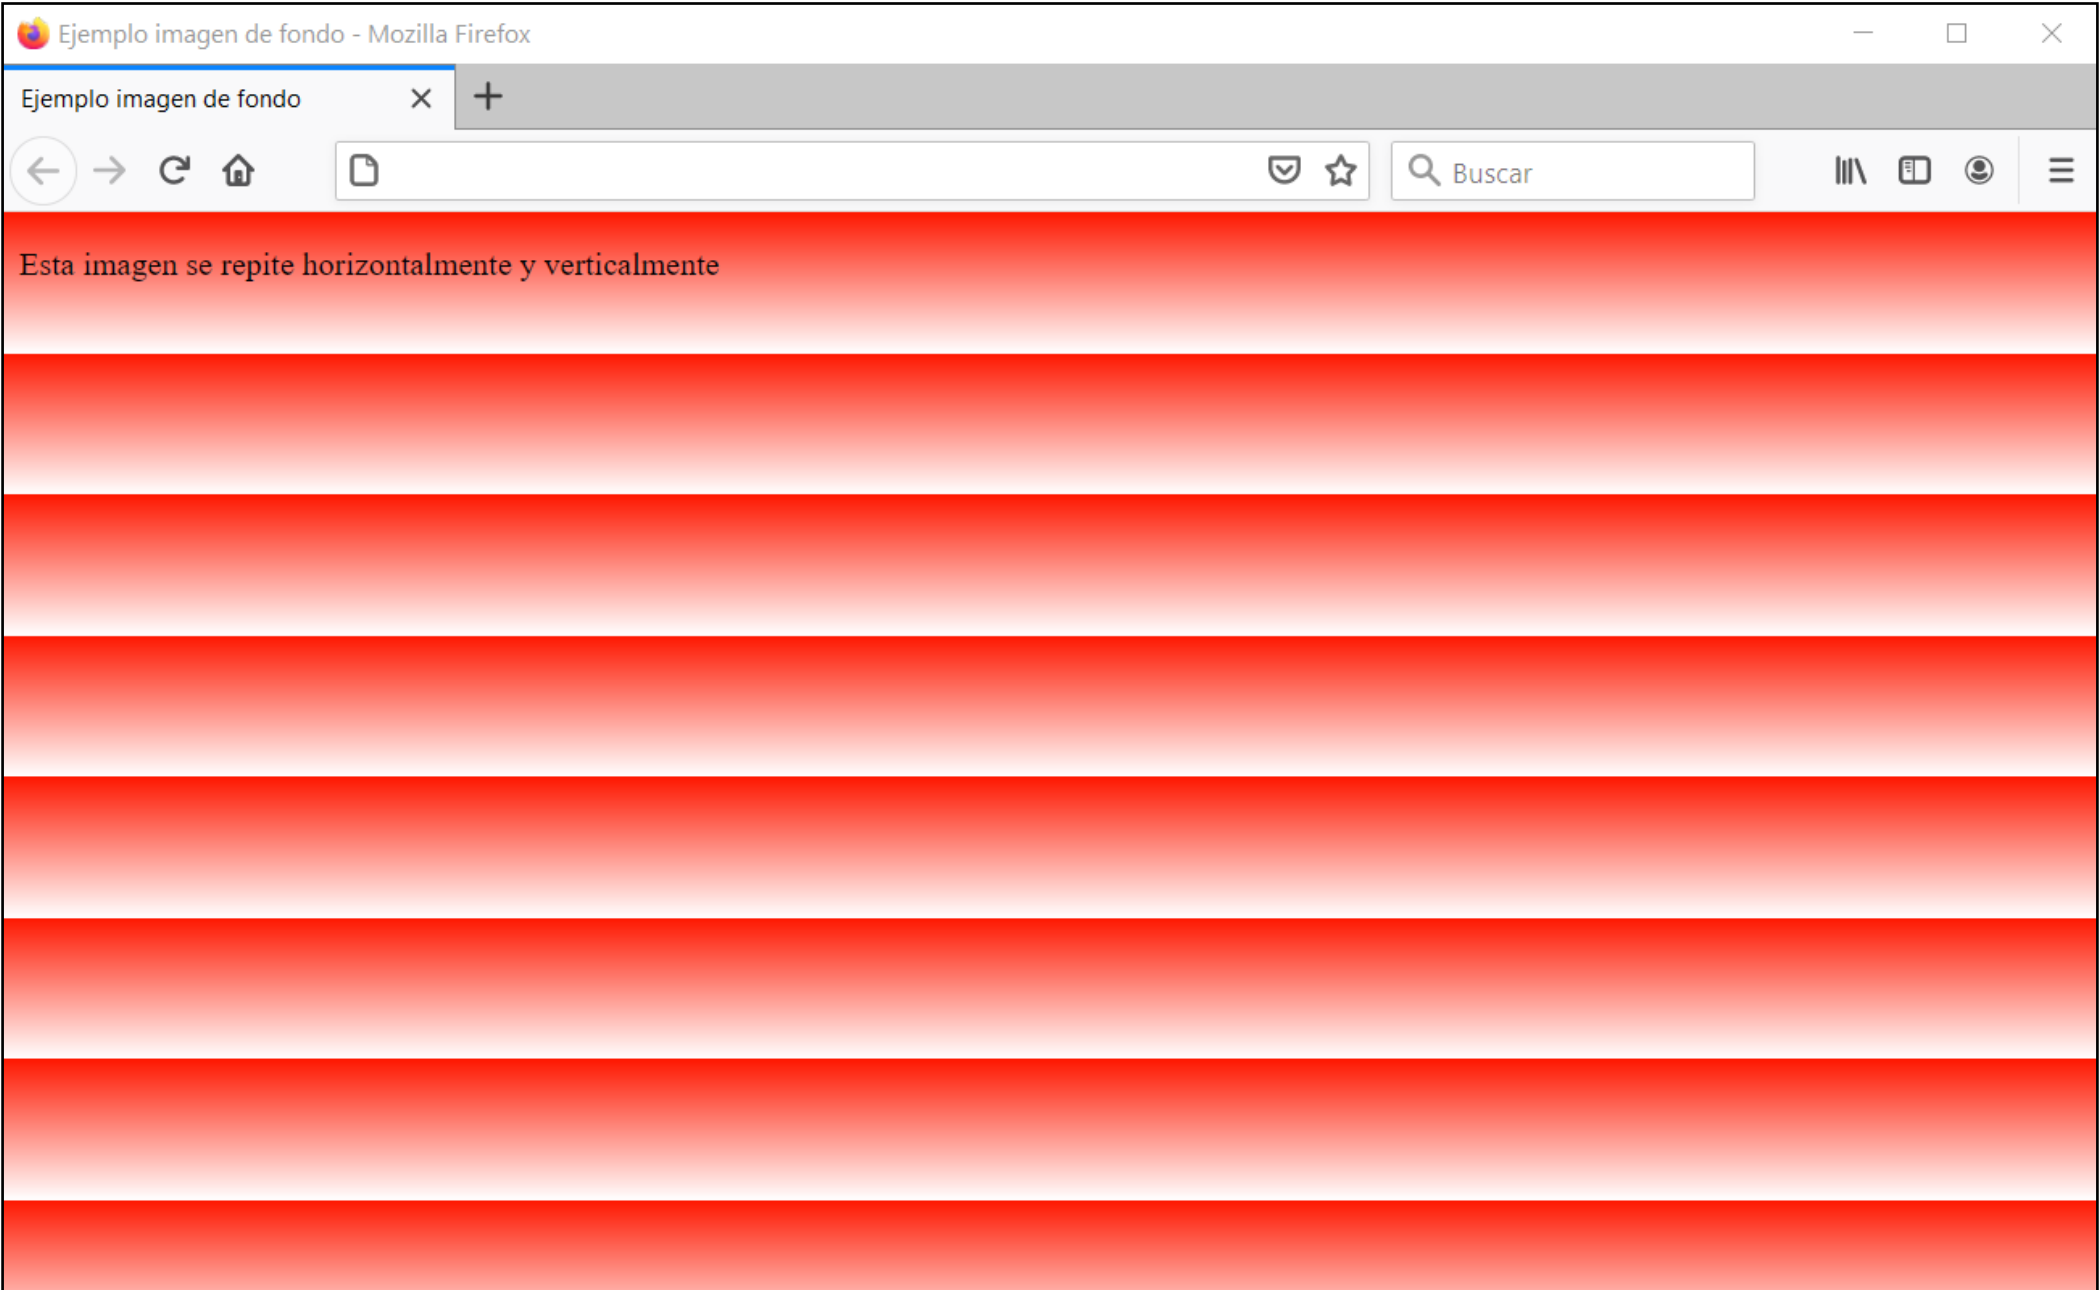 Ejemplo imagen de fondo - Mozilla Firefox
Ejemplo imagen de fondo
Buscar
Esta imagen se repite horizontalmente y verticalmente